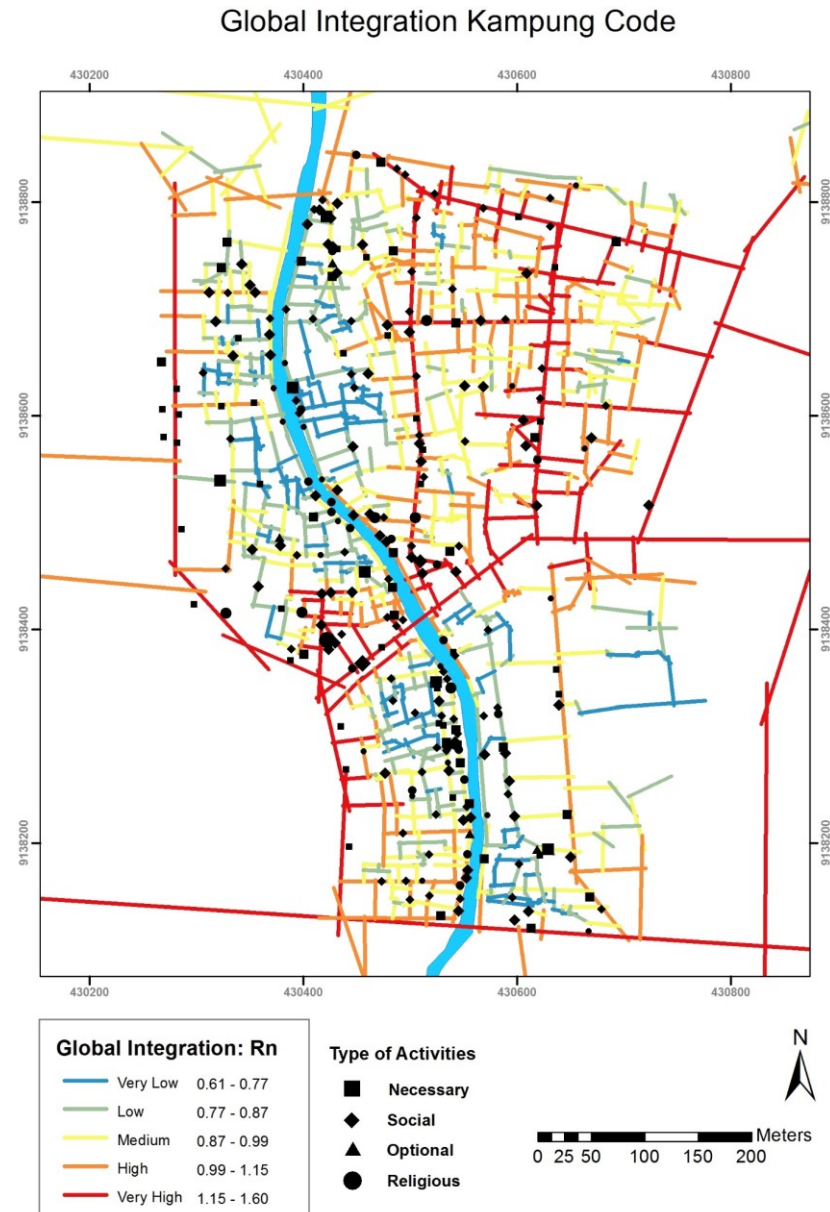 Global Integration Kampung Code
430200 430400 430600 430800
9138800 9138800
9138600 9138600
9138400 9138400
9138200 9138200
430200 430400 430600 430800
Global Integration: Rn
Very Low 0.61 - 0.77
Low 0.77 - 0.87
Medium 0.87 - 0.99
High 0.99 - 1.15
Very High 1.15 - 1.60
Type of Activities
Necessary
Social
Optional
Religious
N
Meters
0 25 50 100 150 200